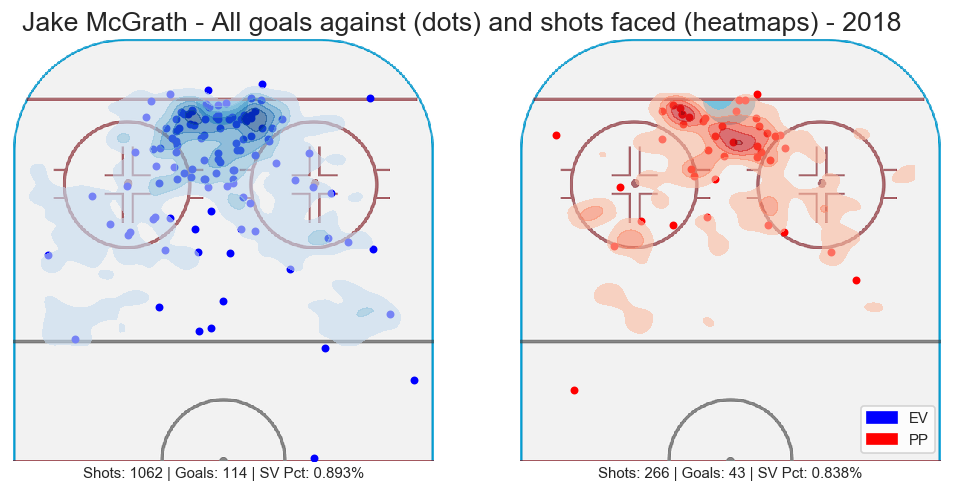 Jake McGrath - All goals against (dots) and shots faced (heatmaps) - 2018
EV
PP
Shots: 1062 | Goals: 114 | SV Pct: 0.893%
Shots: 266 | Goals: 43 | SV Pct: 0.838%